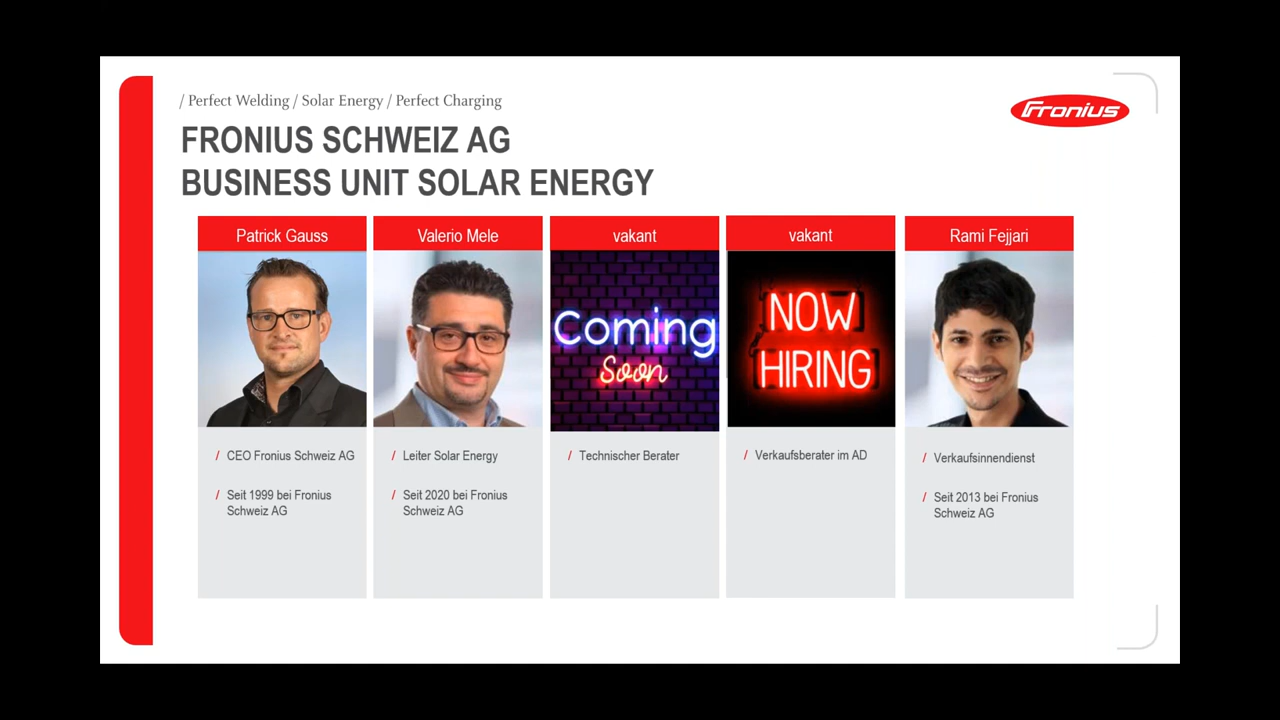 / Perfect Welding / Solar Energy / Perfect Charging
Fronius
FRONIUS SCHWEIZ AG
BUSINESS UNIT SOLAR ENERGY
Patrick Gauss
/ CEO Fronius Schweiz AG
/ Seit 1999 bei Fronius
Schweiz AG
Valerio Mele
/ Leiter Solar Energy
/ Seit 2020 bei Fronius
Schweiz AG
vakant
Coming
Soon
/ Technischer Berater
vakant
NOW
HIRING
/ Verkaufsberater im AD
Rami Fejjari
/ Verkaufsinnendienst
/ Seit 2013 bei Fronius
Schweiz AG